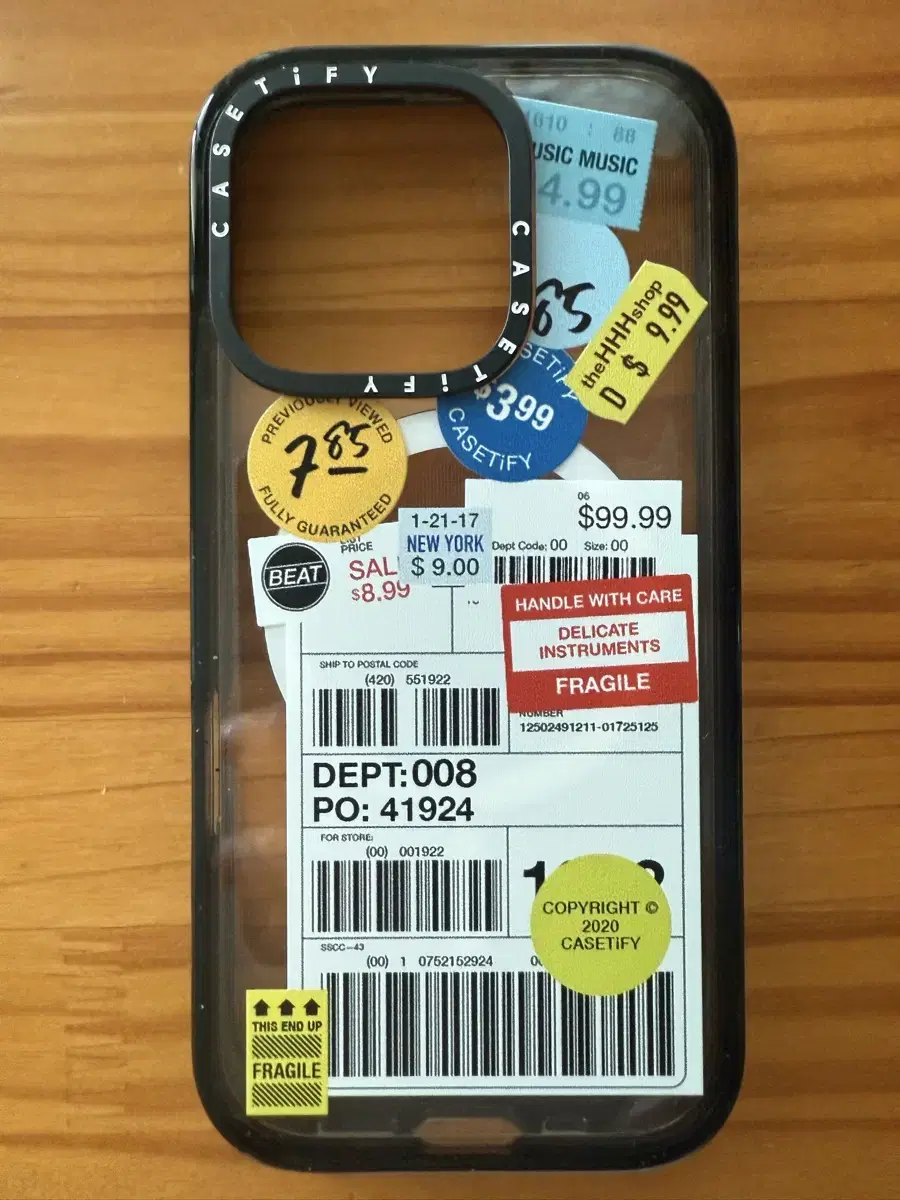 CASETiFY
CASETiFY
610 : 88
MUSIC
4.99
65
theHHHshop
D $ 9.99
$399
CASETiFY
PREVIOUSLY VIEWED
785
FULLY GUARANTEED
06
$99.99
1-21-17
NEW YORK
$ 9.00
Dept Code: 00 Size: 00
PRICE
BEAT
$8.99
HANDLE WITH CARE
DELICATE
INSTRUMENTS
FRAGILE
SHIP TO POSTAL CODE
(420) 551922
NUMBER
12502491211-01725125
DEPT:008
PO: 41924
FOR STORE:
(00) 001922
COPYRIGHT ©
2020
CASETiFY
SSCC-43
(00) 1 0752152924
THIS END UP
FRAGILE